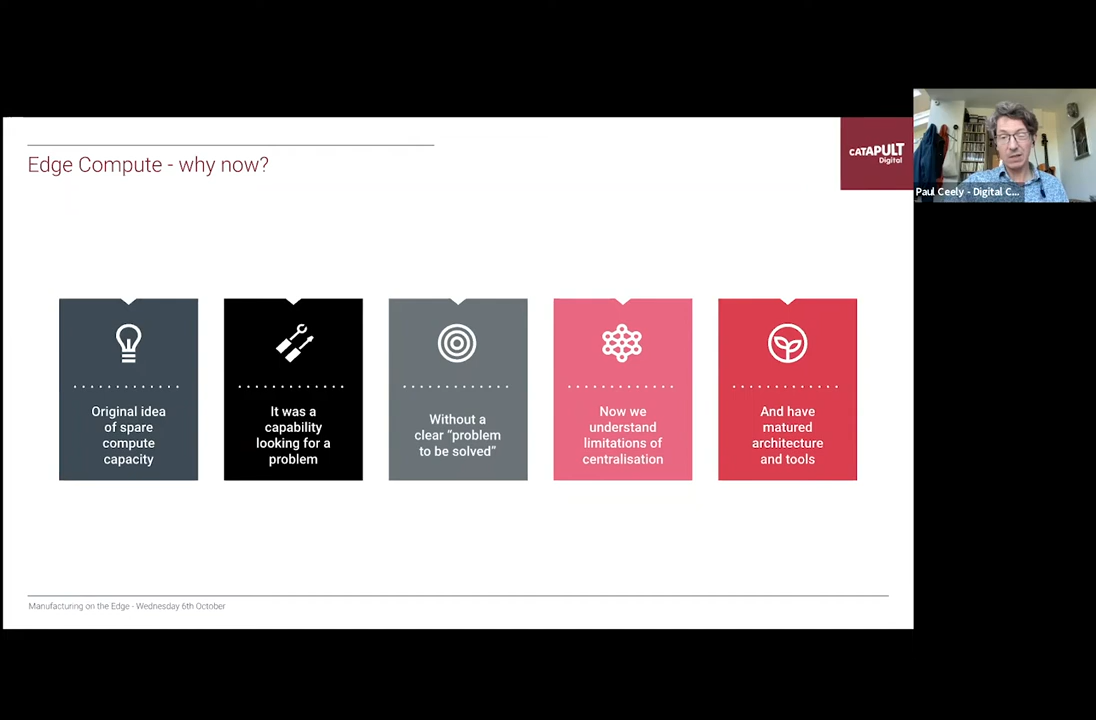 Edge Compute - why now?
CATAPULT
Digital
Paul Ceely - Digital C...
Original idea
of spare
compute
capacity
It was a
capability
looking for a
problem
Without a
clear “problem
to be solved”
Now we
understand
limitations of
centralisation
And have
matured
architecture
and tools
Manufacturing on the Edge - Wednesday 6th October